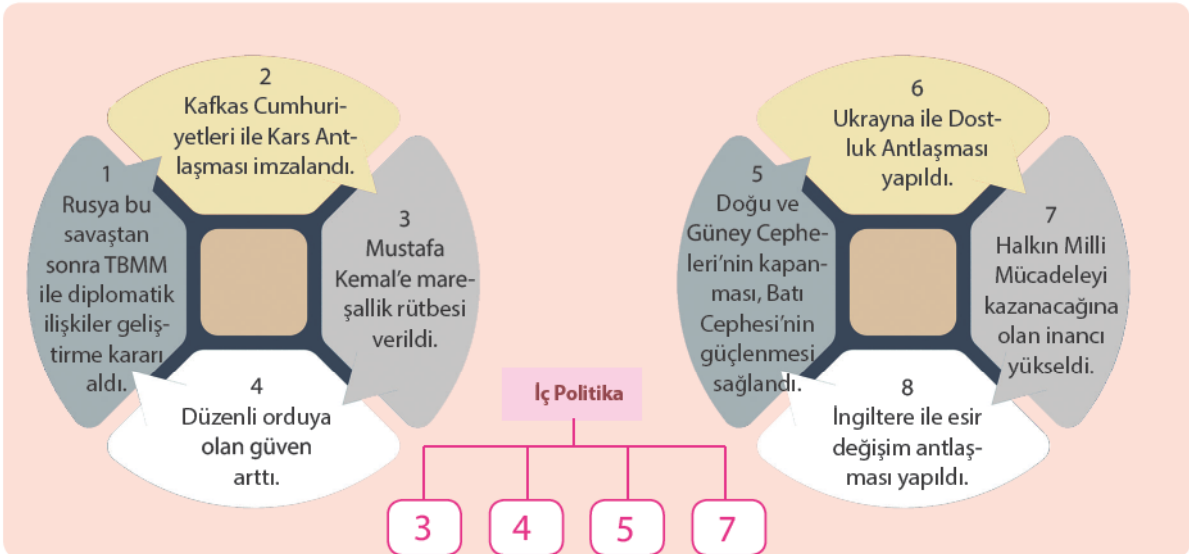 1
Rusya bu
savaştan
sonra TBMM
ile diplomatik
ilişkiler geliş-
tirme kararı
aldı.
2
Kafkas Cumhuri-
yetleri ile Kars Ant-
laşması imzalandı.
3
Mustafa
Kemal’e mare-
şallik rütbesi
verildi.
4
Düzenli orduya
olan güven
arttı.
5
Doğu ve
Güney Cephe-
leri’nin kapan-
ması, Batı
Cephesi’nin
güçlenmesi
sağlandı.
6
Ukrayna ile Dost-
luk Antlaşması
yapıldı.
7
Halkın Milli
Mücadeleyi
kazanacağına
olan inancı
yükseldi.
8
İngiltere ile esir
değişim antlaş-
ması yapıldı.
İç Politika
3 4 5 7